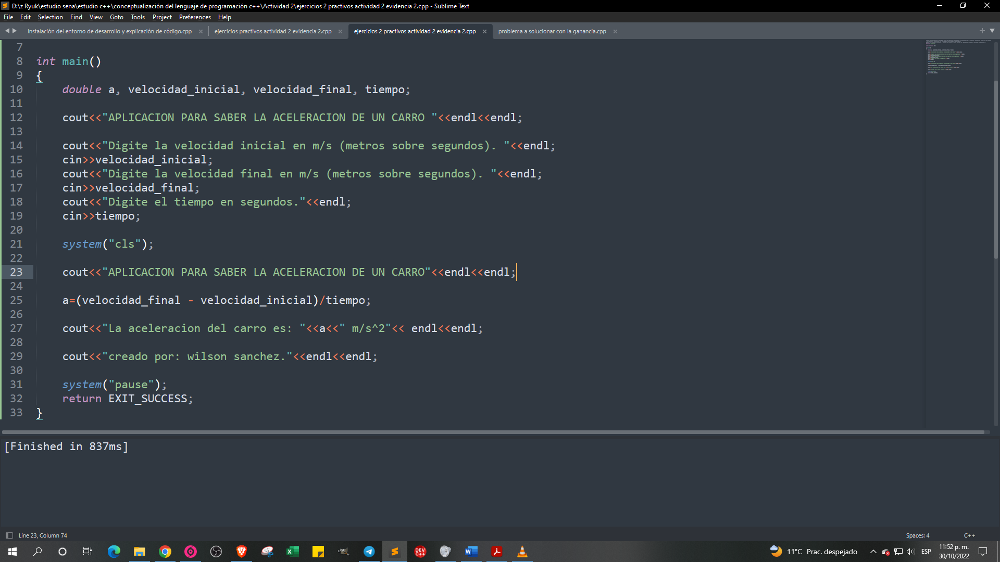 D:\z Ryuk\estudio sena\estudio c++\conceptualización del lenguaje de programación c++\Actividad 2\ejercicios 2 practivos actividad 2 evidencia 2.cpp - Sublime Text
File Edit Selection Find View Goto Tools Project Preferences Help
Instalación del entorno de desarrollo y explicación de código.cpp × ejercicios practivos actividad 2 evidencia 2.cpp × ejercicios 2 practivos actividad 2 evidencia 2.cpp × problema a solucionar con la ganancia.cpp ×
7
8 int main()
9 {
10     double a, velocidad_inicial, velocidad_final, tiempo;
11
12     cout<<"APLICACION PARA SABER LA ACELERACION DE UN CARRO "<<endl<<endl;
13
14     cout<<"Digite la velocidad inicial en m/s (metros sobre segundos). "<<endl;
15     cin>>velocidad_inicial;
16     cout<<"Digite la velocidad final en m/s (metros sobre segundos). "<<endl;
17     cin>>velocidad_final;
18     cout<<"Digite el tiempo en segundos."<<endl;
19     cin>>tiempo;
20
21     system("cls");
22
23     cout<<"APLICACION PARA SABER LA ACELERACION DE UN CARRO"<<endl<<endl;
24
25     a=(velocidad_final - velocidad_inicial)/tiempo;
26
27     cout<<"La aceleracion del carro es: "<<a<<" m/s^2"<< endl<<endl;
28
29     cout<<"creado por: wilson sanchez."<<endl<<endl;
30
31     system("pause");
32     return EXIT_SUCCESS;
33 }
[Finished in 837ms]
Line 23, Column 74 Spaces: 4 C++
DEV C++
11°C Prac. despejado ESP 11:52 p. m.
30/10/2022